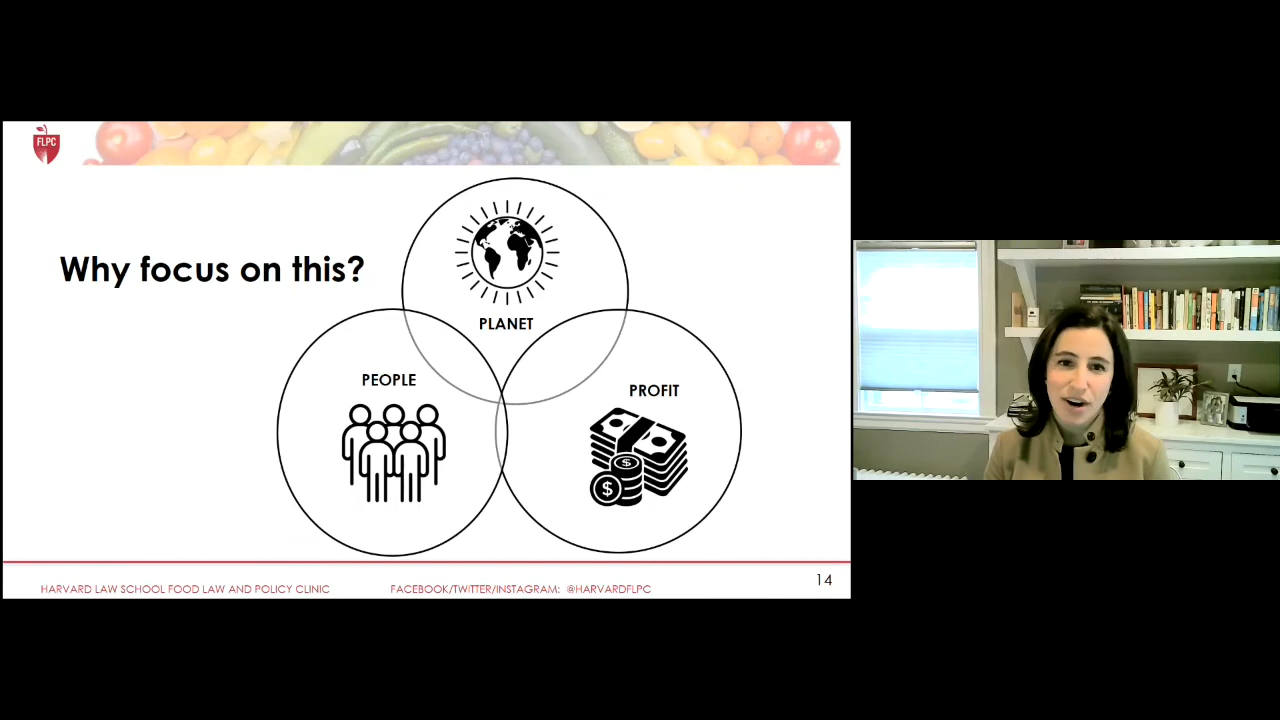 FLPC
Why focus on this?
PLANET
PEOPLE
PROFIT
$
$
HARVARD LAW SCHOOL FOOD LAW AND POLICY CLINIC
FACEBOOK/TWITTER/INSTAGRAM: @HARVARDFLPC
14